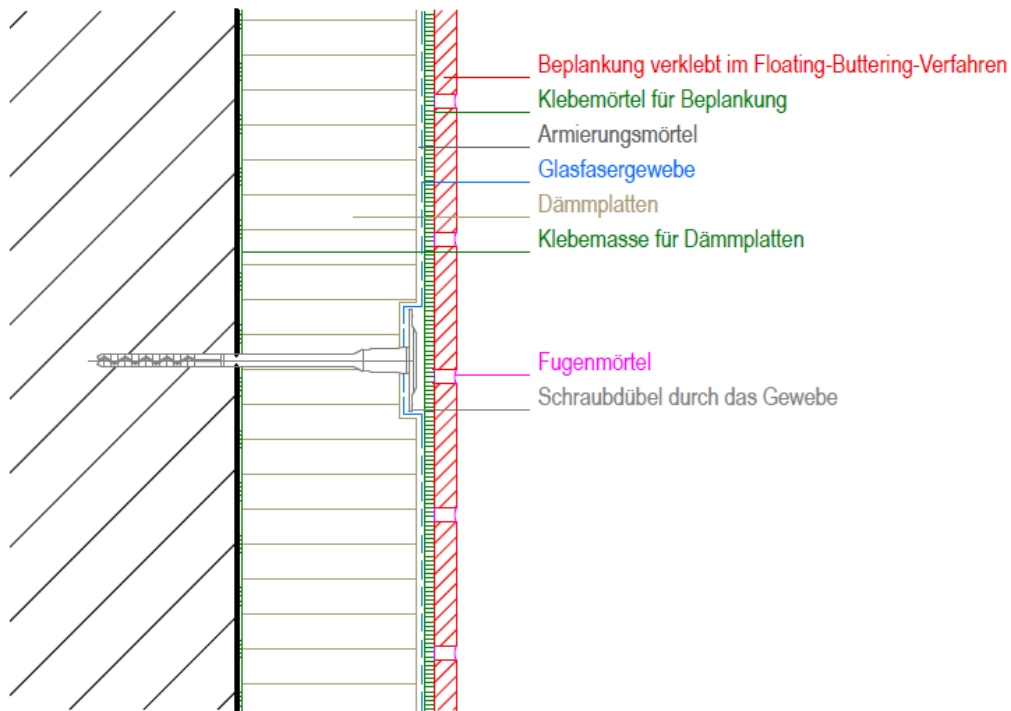 Beplankung verklebt im Floating-Buttering-Verfahren
Klebemörtel für Beplankung
Armierungsmörtel
Glasfasergewebe
Dämmplatten
Klebemasse für Dämmplatten
Fugenmörtel
Schraubdübel durch das Gewebe